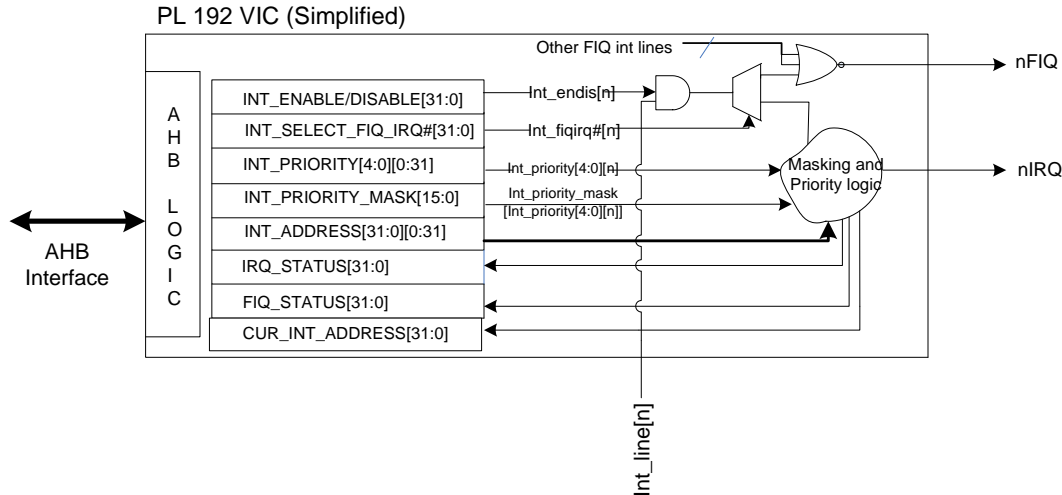 PL 192 VIC (Simplified)
Other FIQ int lines
nFIQ
INT_ENABLE/DISABLE[31:0]
Int_endis[n]
INT_SELECT_FIQ_IRQ#[31:0]
Int_fiqirq#[n]
INT_PRIORITY[4:0][0:31]
Int_priority[4:0][n]
Masking and
Priority logic
nIRQ
INT_PRIORITY_MASK[15:0]
Int_priority_mask
[Int_priority[4:0][n]]
INT_ADDRESS[31:0][0:31]
IRQ_STATUS[31:0]
FIQ_STATUS[31:0]
CUR_INT_ADDRESS[31:0]
AHB LOGIC
AHB
Interface
Int_line[n]